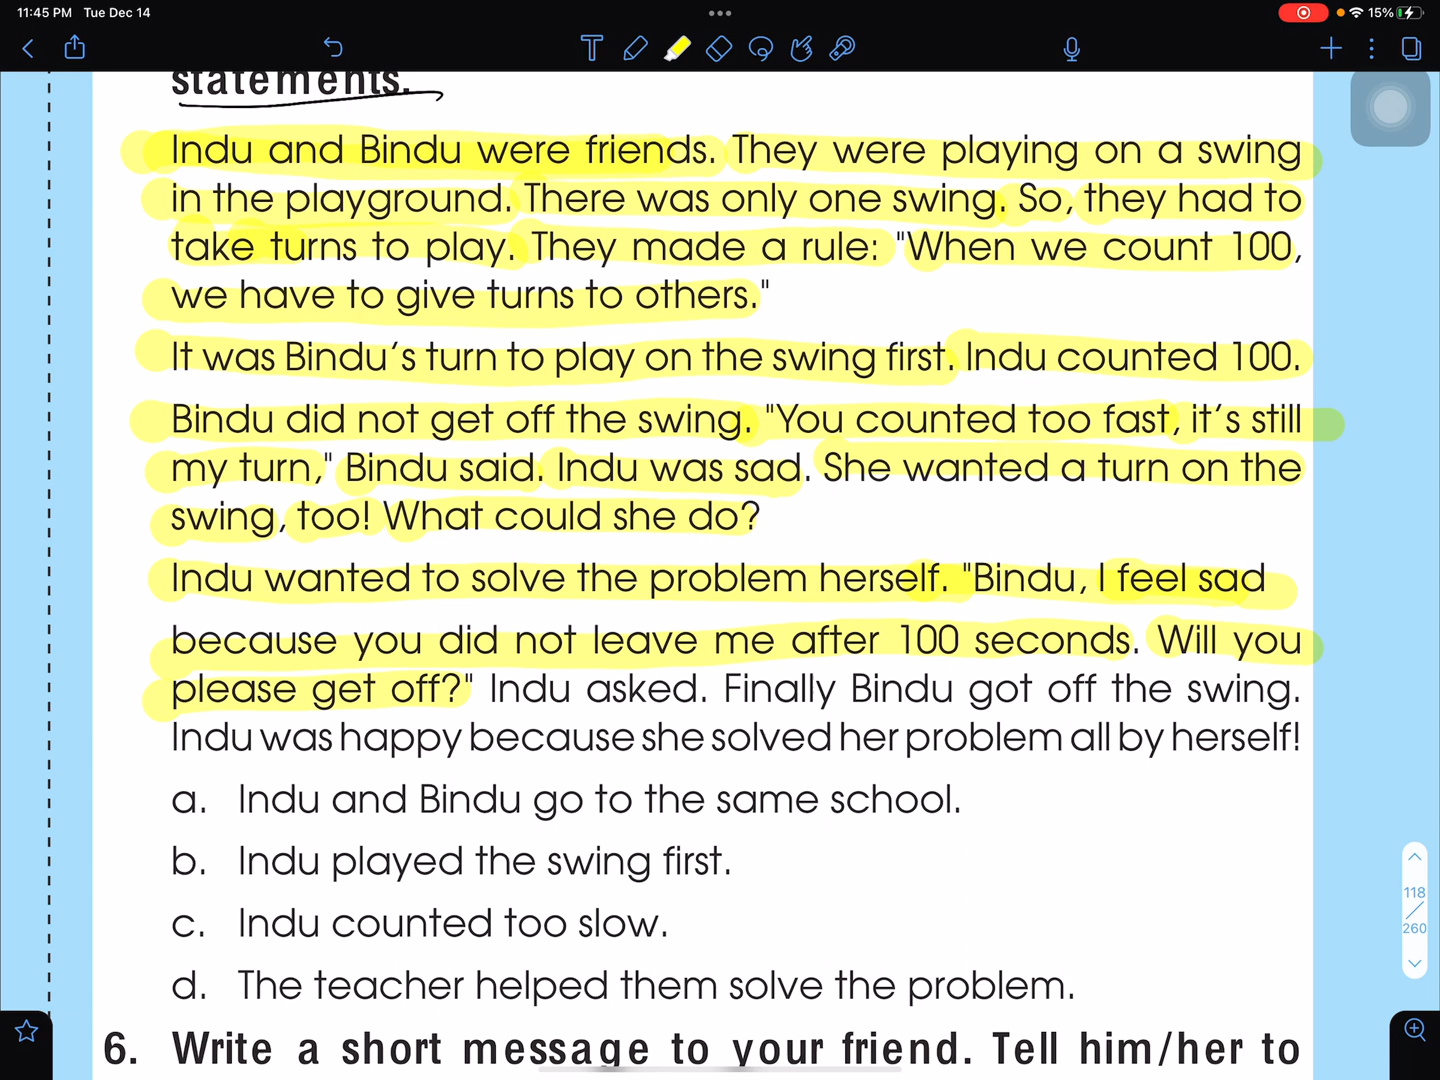 11:45 PM Tue Dec 14
15%
statements.
Indu and Bindu were friends. They were playing on a swing
in the playground. There was only one swing. So, they had to
take turns to play. They made a rule: "When we count 100,
we have to give turns to others."
It was Bindu's turn to play on the swing first. Indu counted 100.
Bindu did not get off the swing. "You counted too fast, it's still
my turn," Bindu said. Indu was sad. She wanted a turn on the
swing, too! What could she do?
Indu wanted to solve the problem herself. "Bindu, I feel sad
because you did not leave me after 100 seconds. Will you
please get off?" Indu asked. Finally Bindu got off the swing.
Indu was happy because she solved her problem all by herself!
a. Indu and Bindu go to the same school.
b. Indu played the swing first.
c. Indu counted too slow.
d. The teacher helped them solve the problem.
118
260
6. Write a short message to your friend. Tell him/her to